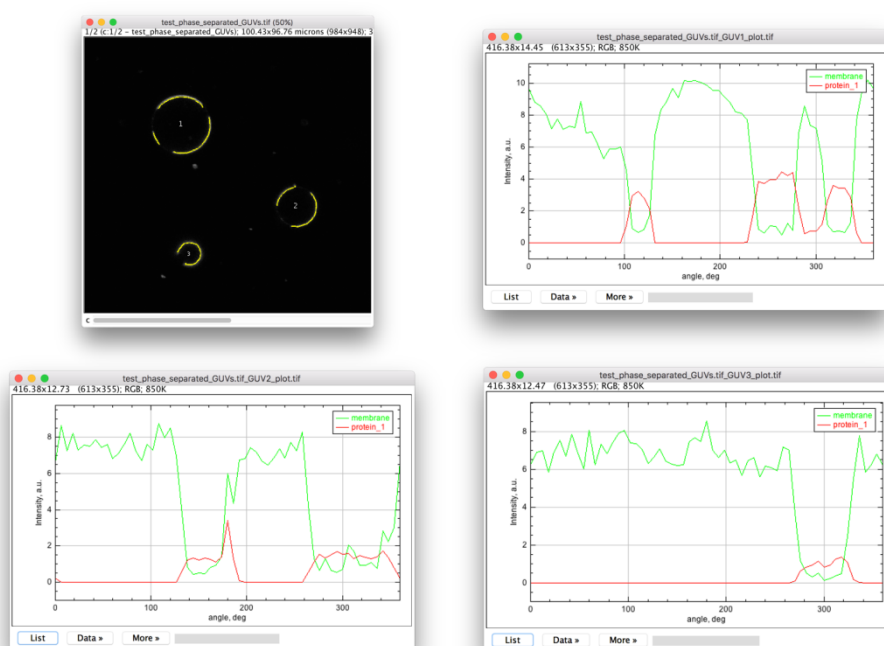 test_phase_separated_GUVs.tif (50%)
1/2 (c:1/2 - test_phase_separated_GUVs); 100.43x96.76 microns (984x948); 3
1
2
3
c
test_phase_separated_GUVs.tif_GUV1_plot.tif
416.38x14.45 (613x355); RGB; 850K
membrane
protein_1
10
8
6
4
2
0
Intensity, a.u.
0 100 200 300
angle, deg
List Data » More »
test_phase_separated_GUVs.tif_GUV2_plot.tif
416.38x12.73 (613x355); RGB; 850K
membrane
protein_1
8
6
4
2
0
Intensity, a.u.
0 100 200 300
angle, deg
List Data » More »
test_phase_separated_GUVs.tif_GUV3_plot.tif
416.38x12.47 (613x355); RGB; 850K
membrane
protein_1
8
6
4
2
0
Intensity, a.u.
0 100 200 300
angle, deg
List Data » More »